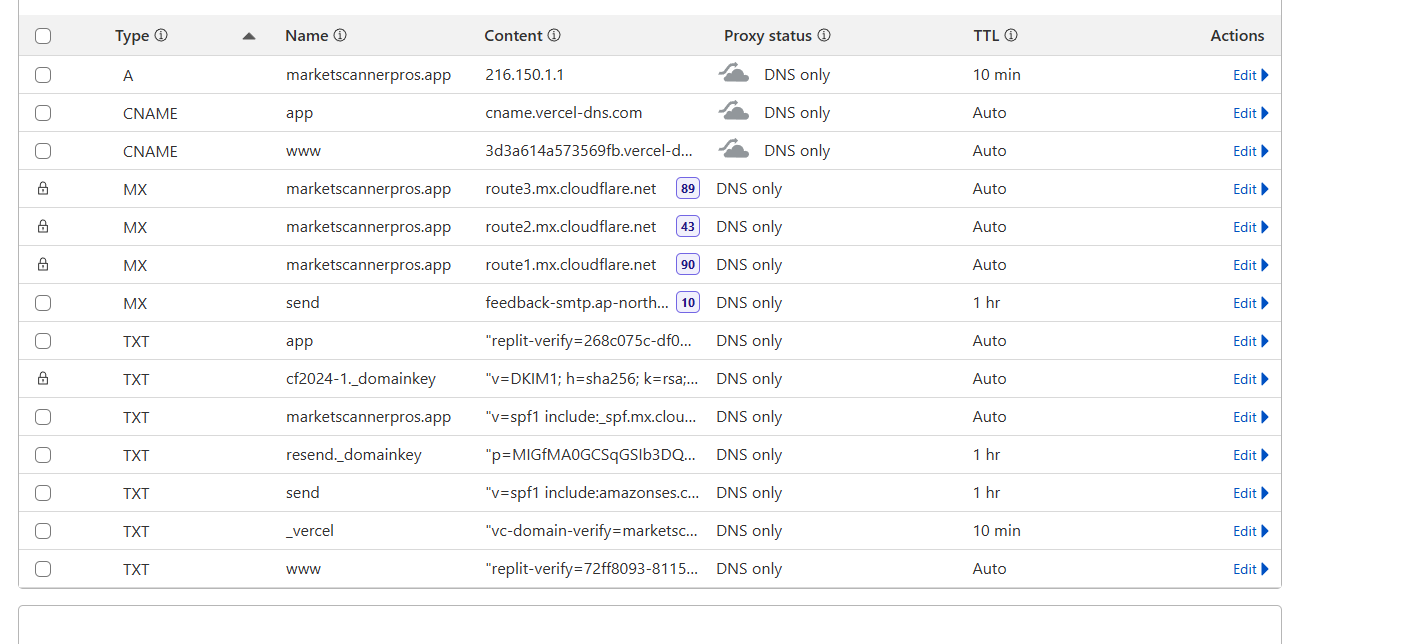 Type Name Content Proxy status TTL Actions
A marketscannerpros.app 216.150.1.1 DNS only 10 min Edit
CNAME app cname.vercel-dns.com DNS only Auto Edit
CNAME www 3d3a614a573569fb.vercel-d... DNS only Auto Edit
MX marketscannerpros.app route3.mx.cloudflare.net 89 DNS only Auto Edit
MX marketscannerpros.app route2.mx.cloudflare.net 43 DNS only Auto Edit
MX marketscannerpros.app route1.mx.cloudflare.net 90 DNS only Auto Edit
MX send feedback-smtp.ap-north... 10 DNS only 1 hr Edit
TXT app "replit-verify=268c075c-df0... DNS only Auto Edit
TXT cf2024-1._domainkey "v=DKIM1; h=sha256; k=rsa;... DNS only Auto Edit
TXT marketscannerpros.app "v=spf1 include:_spf.mx.clou... DNS only Auto Edit
TXT resend._domainkey "p=MIGfMA0GCSqGSIb3DQ... DNS only 1 hr Edit
TXT send "v=spf1 include:amazonses.c... DNS only 1 hr Edit
TXT _vercel "vc-domain-verify=marketsc... DNS only 10 min Edit
TXT www "replit-verify=72ff8093-8115... DNS only Auto Edit